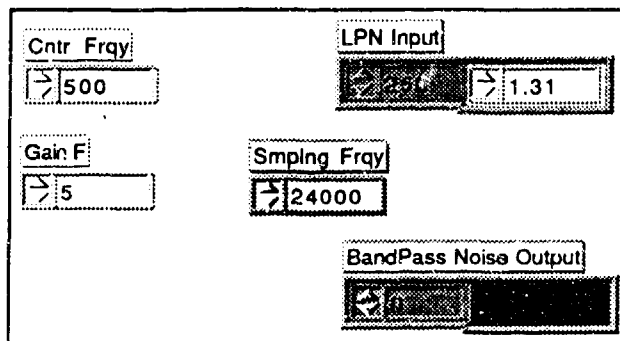 Cntr Frqy
LPN Input
500
1.31
Gain F
Smplng Frqy
5
24000
BandPass Noise Output